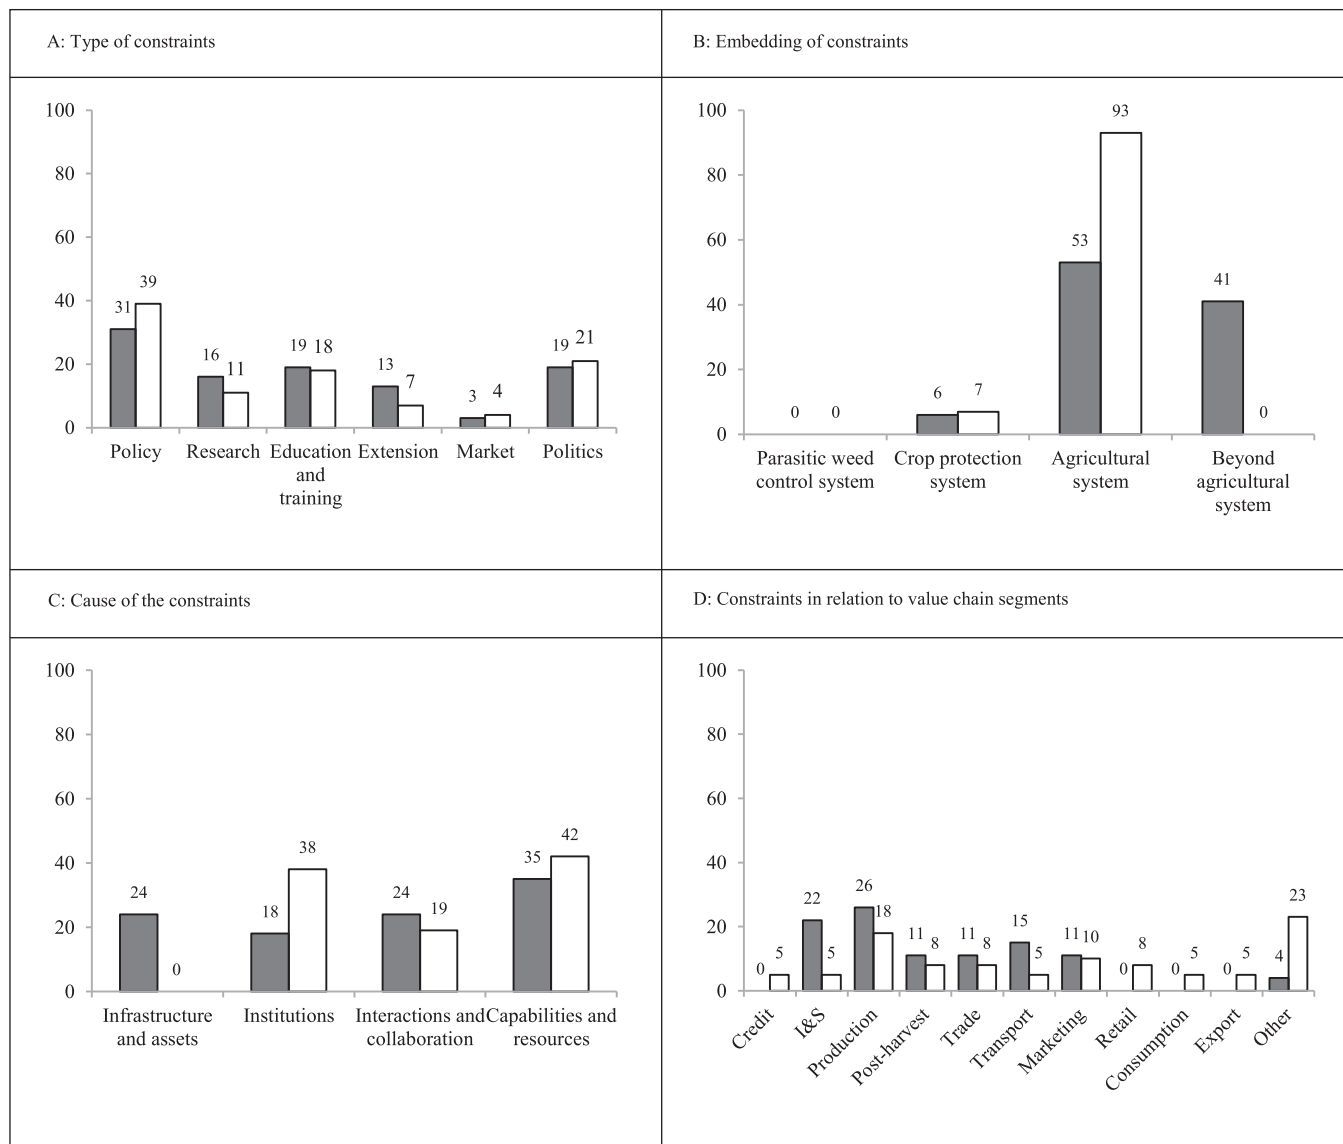 A: Type of constraints
100
80
60
40
20
0
31 39
16 11
19 18
13 7
3 4
19 21
Policy
Research
Education
and
training
Extension
Market
Politics
B: Embedding of constraints
100
80
60
40
20
0
0 0
6 7
53 93
41 0
Parasitic weed
control system
Crop protection
system
Agricultural
system
Beyond
agricultural
system
C: Cause of the constraints
100
80
60
40
20
0
24 0
18 38
24 19
35 42
Infrastructure
and assets
Institutions
Interactions and
collaboration
Capabilities and
resources
D: Constraints in relation to value chain segments
100
80
60
40
20
0
0 5
22 5
26 18
11 8
11 8
15 5
11 10
0 8
0 5
0 5
4 23
Credit
I&S
Production
Post-harvest
Trade
Transport
Marketing
Retail
Consumption
Export
Other